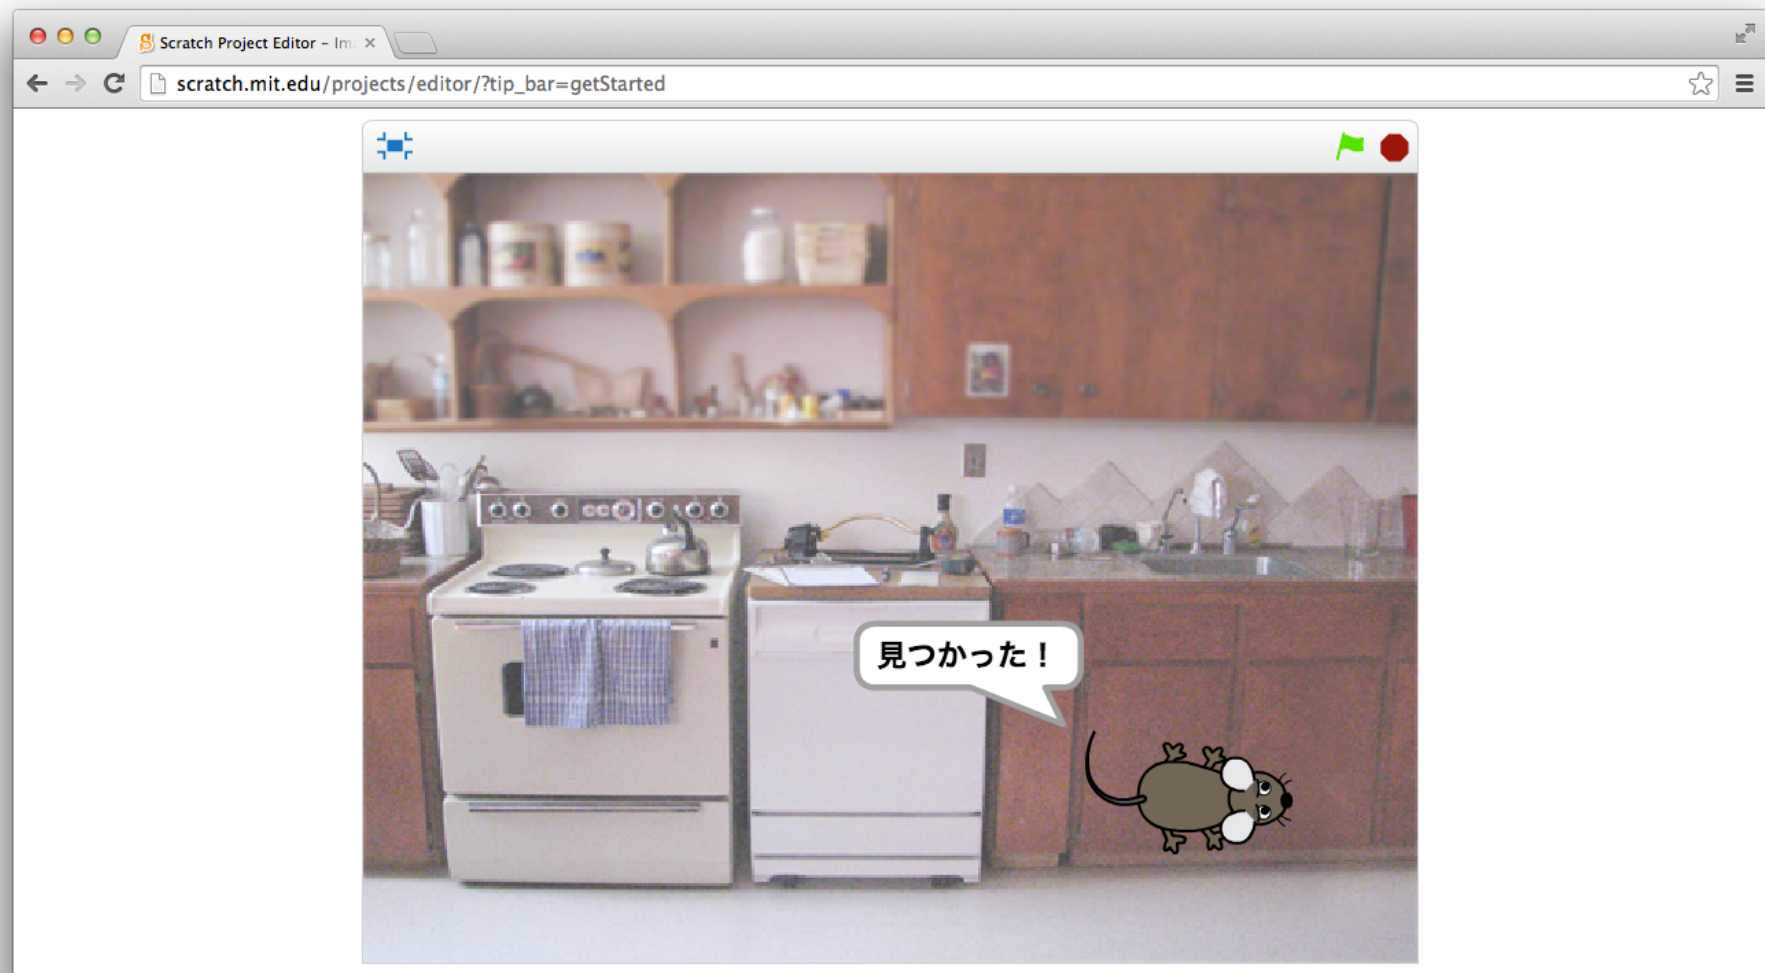 Scratch Project Editor – Im
scratch.mit.edu/projects/editor/?tip_bar=getStarted
見つかった！